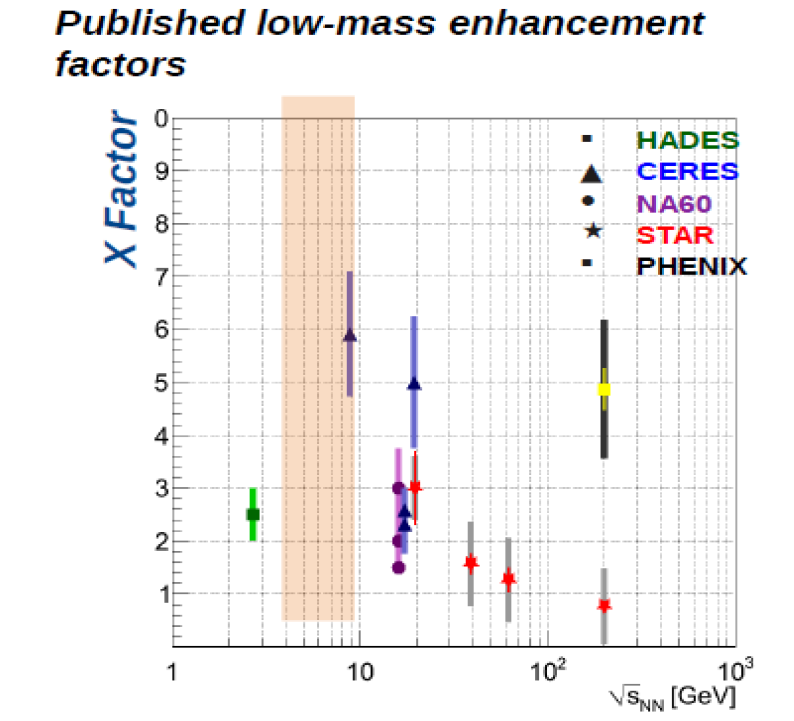 Published low-mass enhancement
factors
X Factor
0
9
8
7
6
5
4
3
2
1
HADES
CERES
NA60
STAR
PHENIX
1 10 10² 10³
√sNN [GeV]